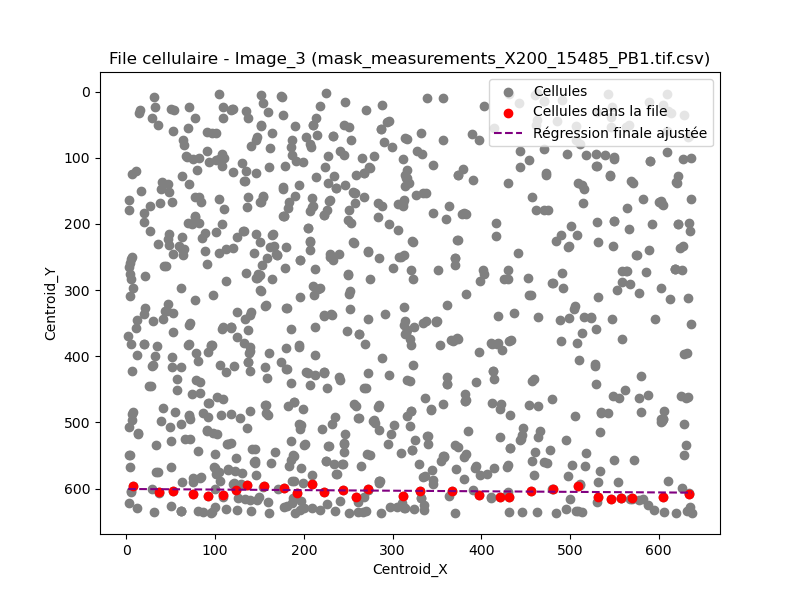 File cellulaire - Image_3 (mask_measurements_X200_15485_PB1.tif.csv)
Cellules
Cellules dans la file
Régression finale ajustée
0
100
200
300
400
500
600
Centroid_Y
0 100 200 300 400 500 600
Centroid_X